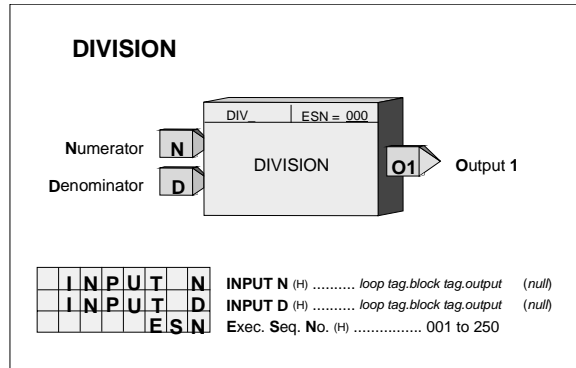 DIVISION
DIV_ ESN = 000
Numerator N
DIVISION
O1 Output 1
Denominator D
INPUT N INPUT N (H) .......... loop tag.block tag.output (null)
INPUT D INPUT D (H) .......... loop tag.block tag.output (null)
ESN Exec. Seq. No. (H) ................ 001 to 250